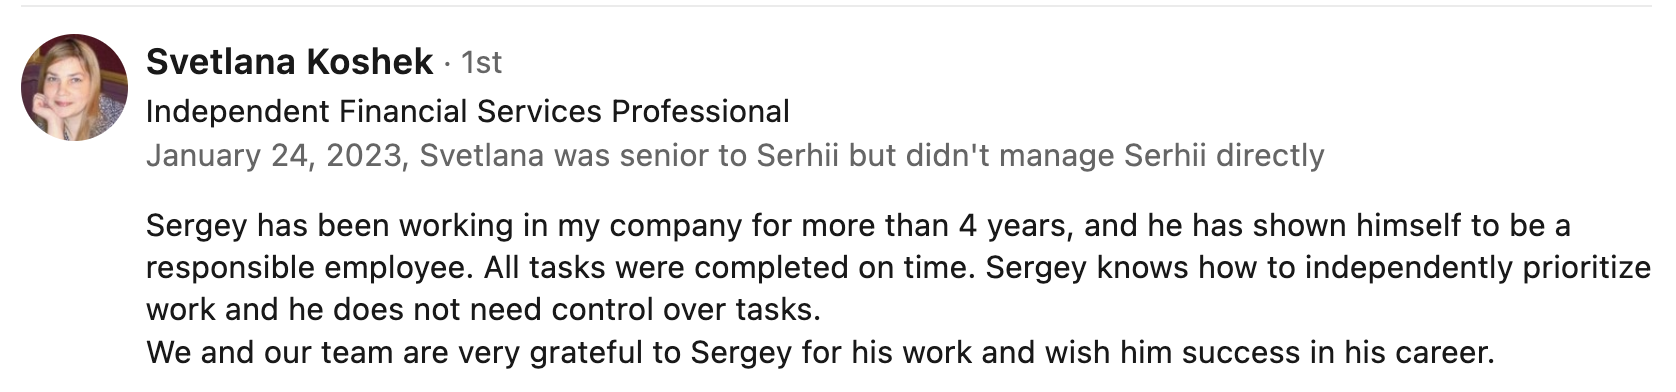 Svetlana Koshek · 1st
Independent Financial Services Professional
January 24, 2023, Svetlana was senior to Serhii but didn't manage Serhii directly
Sergey has been working in my company for more than 4 years, and he has shown himself to be a
responsible employee. All tasks were completed on time. Sergey knows how to independently prioritize
work and he does not need control over tasks.
We and our team are very grateful to Sergey for his work and wish him success in his career.